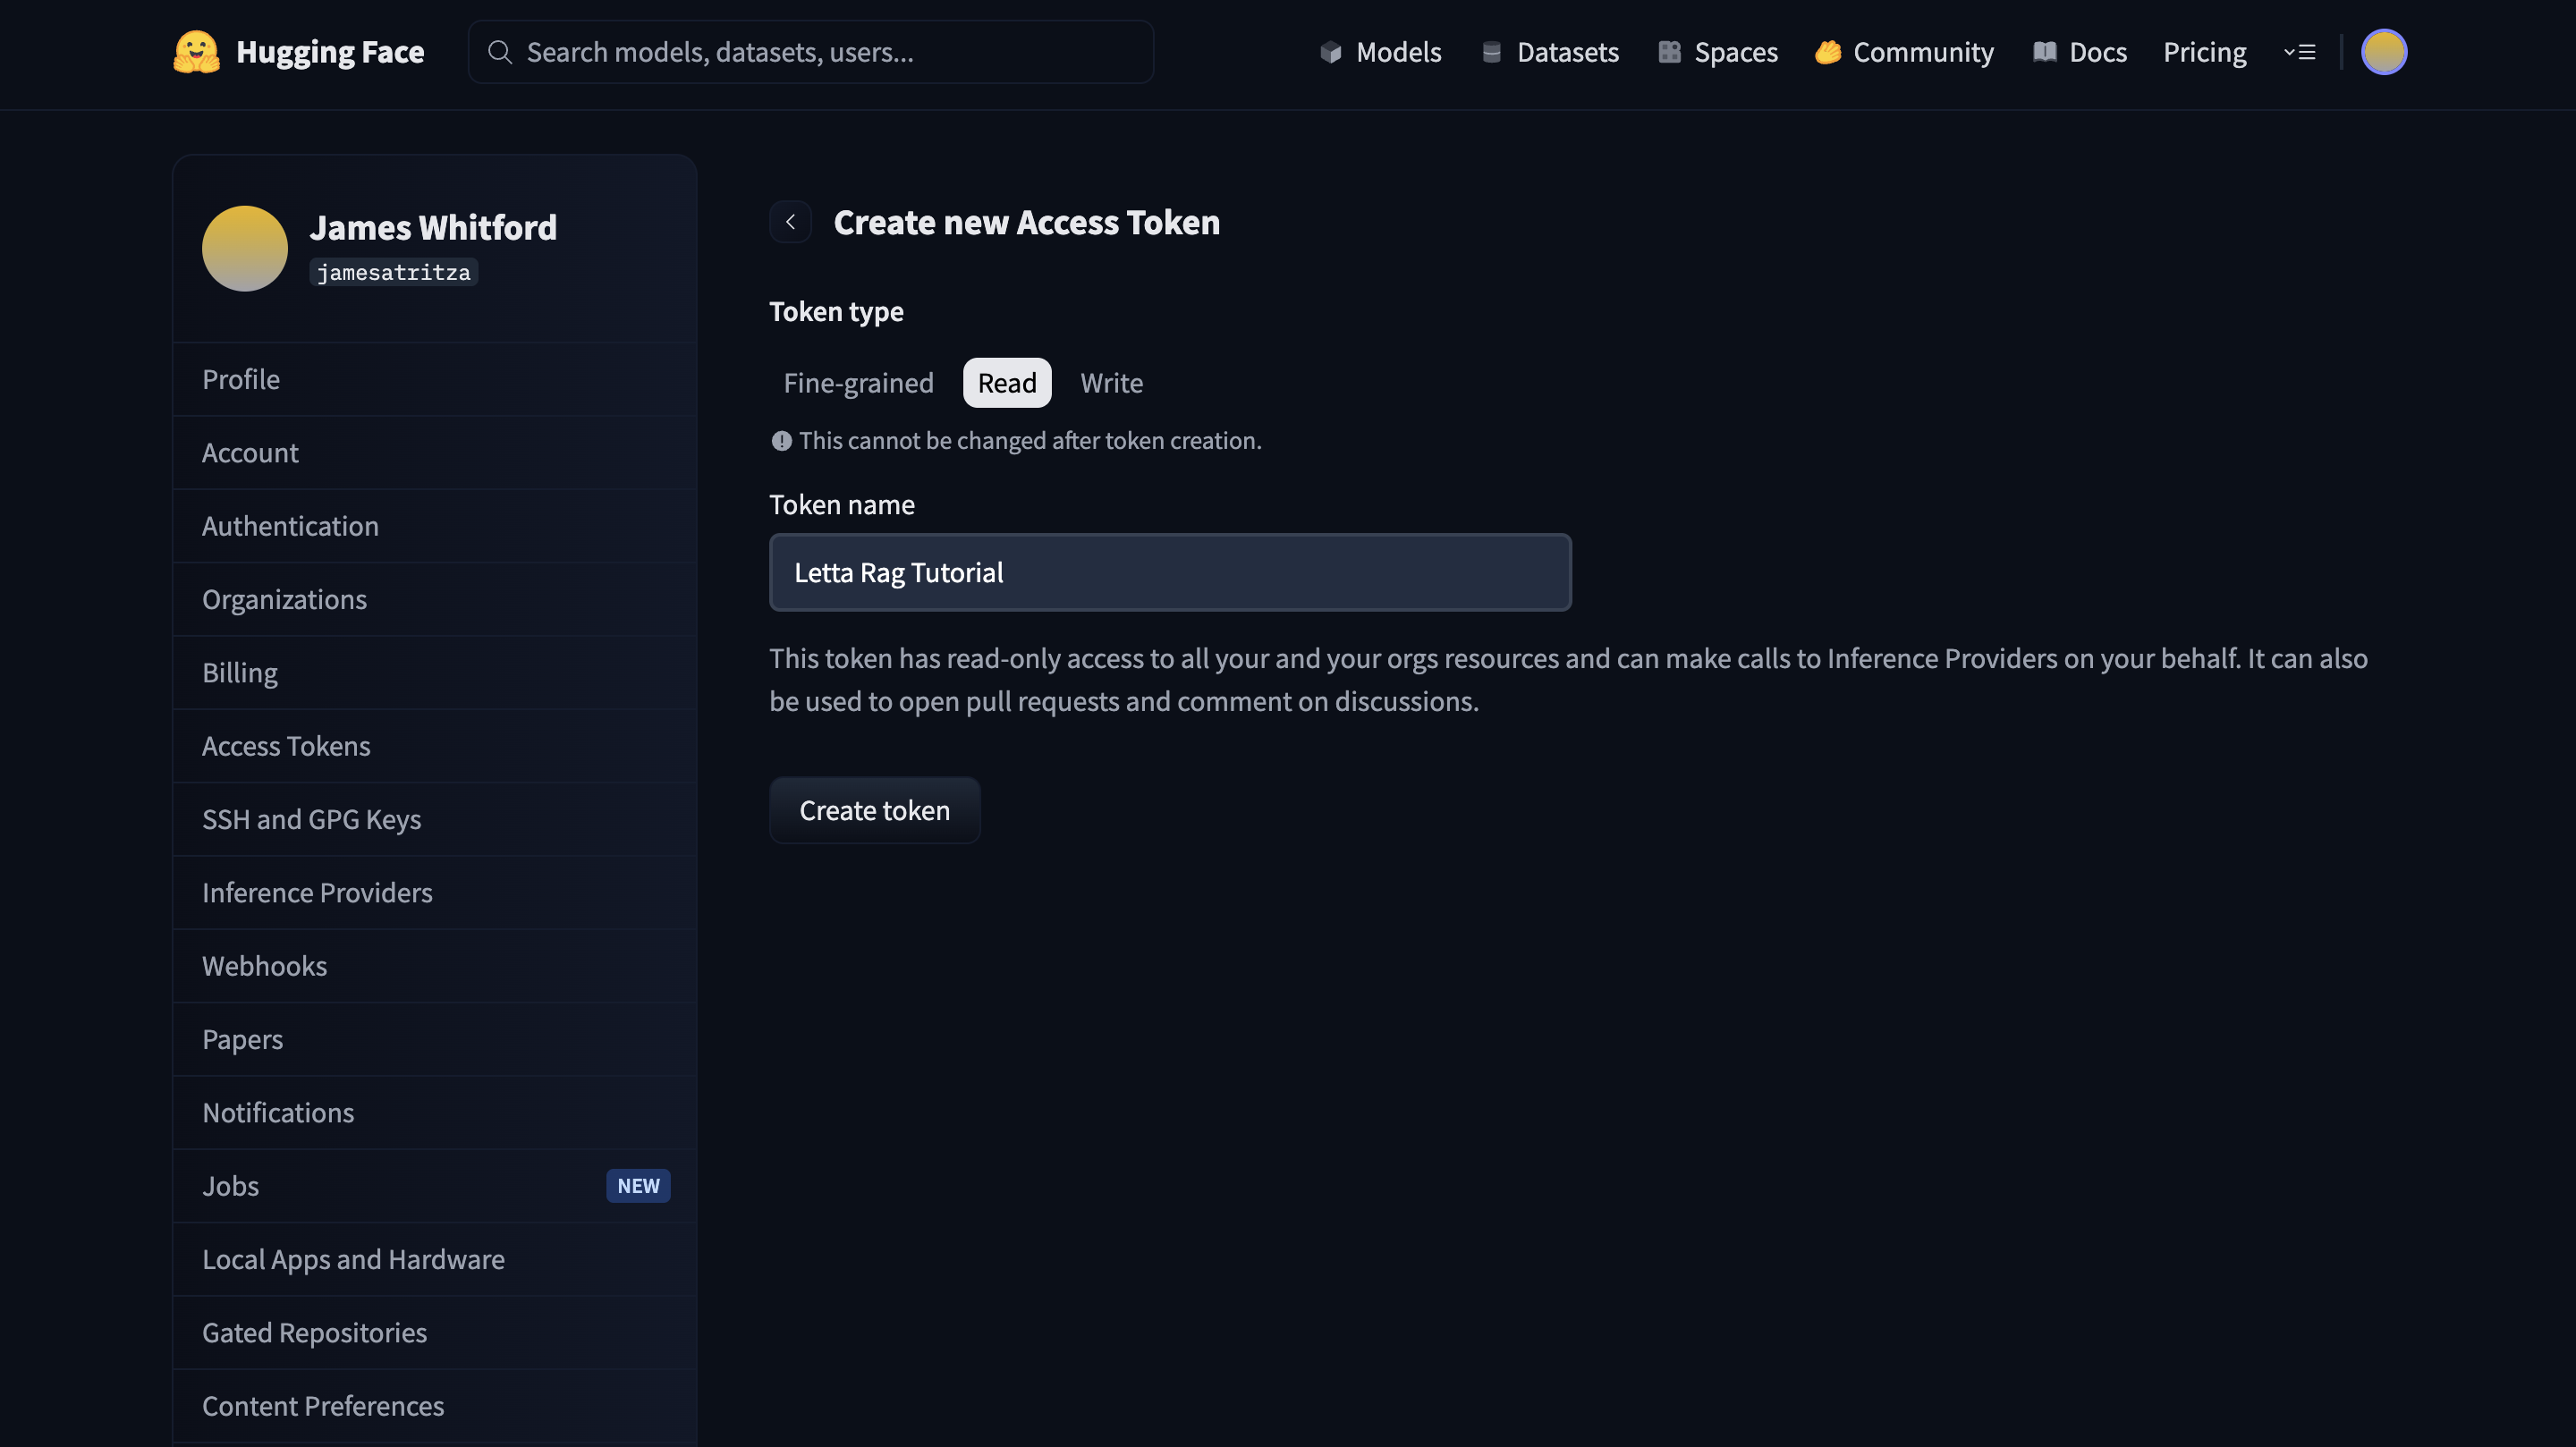 Hugging Face
Search models, datasets, users...
Models
Datasets
Spaces
Community
Docs
Pricing
James Whitford
jamesatritza
Profile
Account
Authentication
Organizations
Billing
Access Tokens
SSH and GPG Keys
Inference Providers
Webhooks
Papers
Notifications
Jobs NEW
Local Apps and Hardware
Gated Repositories
Content Preferences
Create new Access Token
Token type
Fine-grained Read Write
This cannot be changed after token creation.
Token name
Letta Rag Tutorial
This token has read-only access to all your and your orgs resources and can make calls to Inference Providers on your behalf. It can also
be used to open pull requests and comment on discussions.
Create token